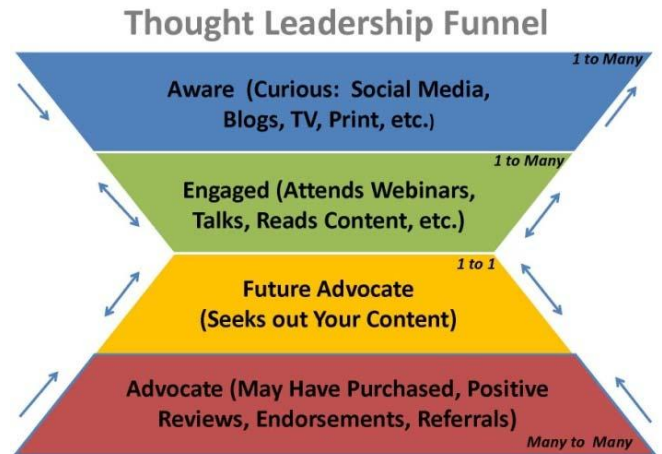 Thought Leadership Funnel
1 to Many
Aware (Curious: Social Media,
Blogs, TV, Print, etc.)
1 to Many
Engaged (Attends Webinars,
Talks, Reads Content, etc.)
1 to 1
Future Advocate
(Seeks out Your Content)
Advocate (May Have Purchased, Positive
Reviews, Endorsements, Referrals)
Many to Many